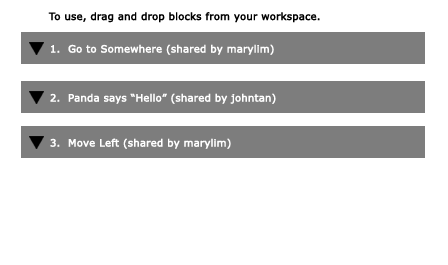 To use, drag and drop blocks from your workspace.
1. Go to Somewhere (shared by marylim)
2. Panda says “Hello” (shared by johntan)
3. Move Left (shared by marylim)